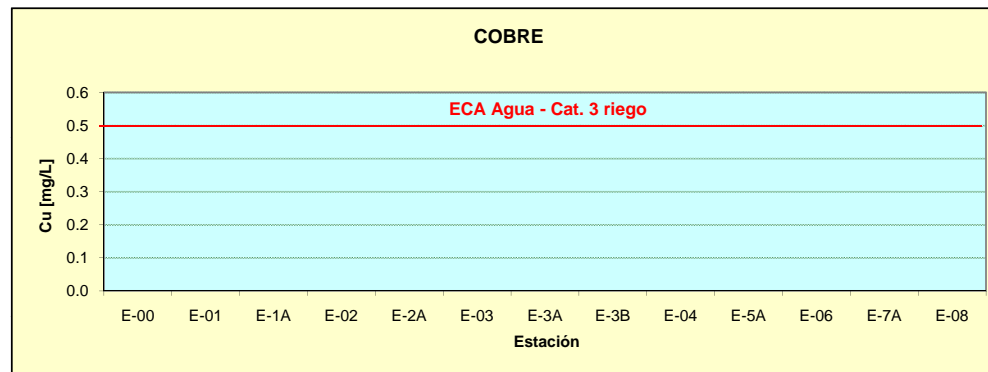 COBRE
ECA Agua - Cat. 3 riego
Cu [mg/L]
0.6
0.5
0.4
0.3
0.2
0.1
0.0
E-00 E-01 E-1A E-02 E-2A E-03 E-3A E-3B E-04 E-5A E-06 E-7A E-08
Estación